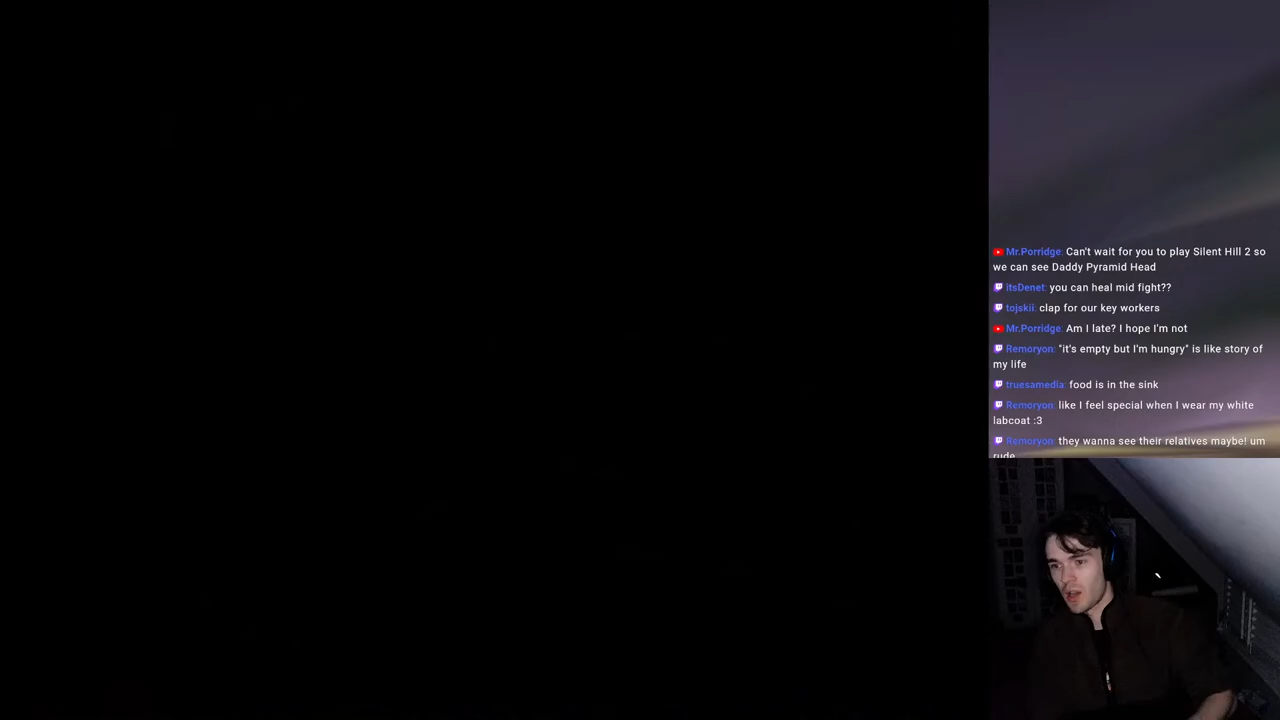 Mr.Porridge: Can't wait for you to play Silent Hill 2 so
we can see Daddy Pyramid Head
itsDenet: you can heal mid fight??
tojskii: clap for our key workers
Mr.Porridge: Am I late? I hope I'm not
Remoryon: "it's empty but I'm hungry" is like story of
my life
truesamedia: food is in the sink
Remoryon: like I feel special when I wear my white
labcoat :3
Remoryon: they wanna see their relatives maybe! um
rude